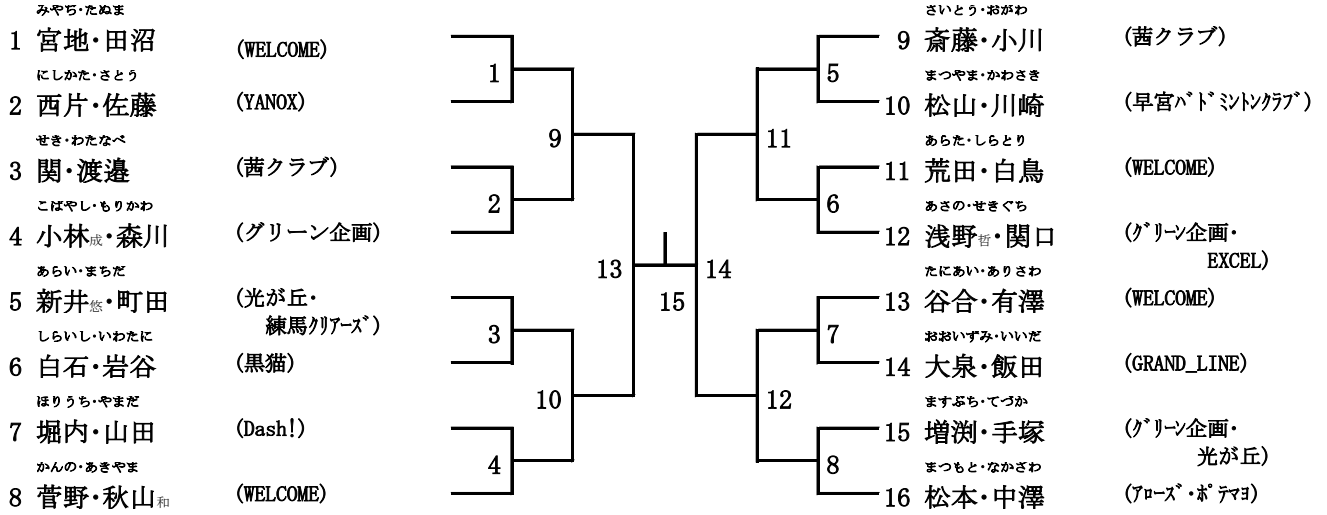 みやち・たぬま
1 宮地・田沼 (WELCOME)
にしかた・さとう
2 西片・佐藤 (YANOX)
せき・わたなべ
3 関・渡邉 (茜クラブ)
こばやし・もりかわ
4 小林成・森川 (グリーン企画)
あらい・まちだ
5 新井悠・町田 (光が丘・
練馬ｸﾘｱｰｽﾞ)
しらいし・いわたに
6 白石・岩谷 (黒猫)
ほりうち・やまだ
7 堀内・山田 (Dash!)
かんの・あきやま
8 菅野・秋山和 (WELCOME)
1
2
3
4
9
10
13
15
14
11
12
5
6
7
8
さいとう・おがわ
9 斎藤・小川 (茜クラブ)
まつやま・かわさき
10 松山・川崎 (早宮ﾊﾞﾄﾞﾐﾝﾄﾝｸﾗﾌﾞ)
あらた・しらとり
11 荒田・白鳥 (WELCOME)
あさの・せきぐち
12 浅野哲・関口 (ｸﾞﾘｰﾝ企画・
EXCEL)
たにあい・ありさわ
13 谷合・有澤 (WELCOME)
おおいずみ・いいだ
14 大泉・飯田 (GRAND_LINE)
ますぶち・てづか
15 増渕・手塚 (ｸﾞﾘｰﾝ企画・
光が丘)
まつもと・なかざわ
16 松本・中澤 (ｱﾛｰｽﾞ・ﾎﾟﾃﾏﾖ)